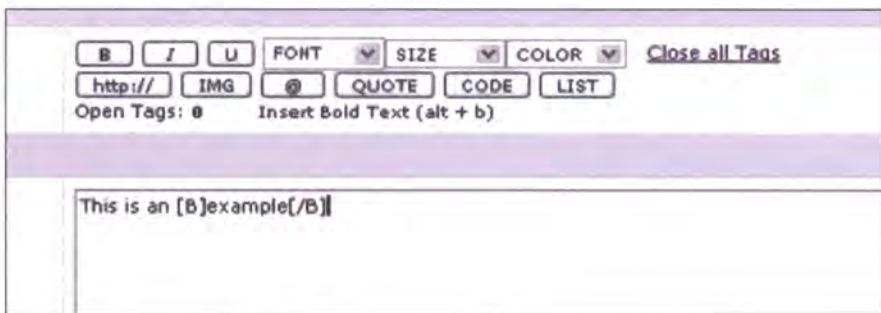 B I U FONT SIZE COLOR Close all Tags
http:// IMG @ QUOTE CODE LIST
Open Tags: 0 Insert Bold Text (alt + b)
This is an [B]example[/B]